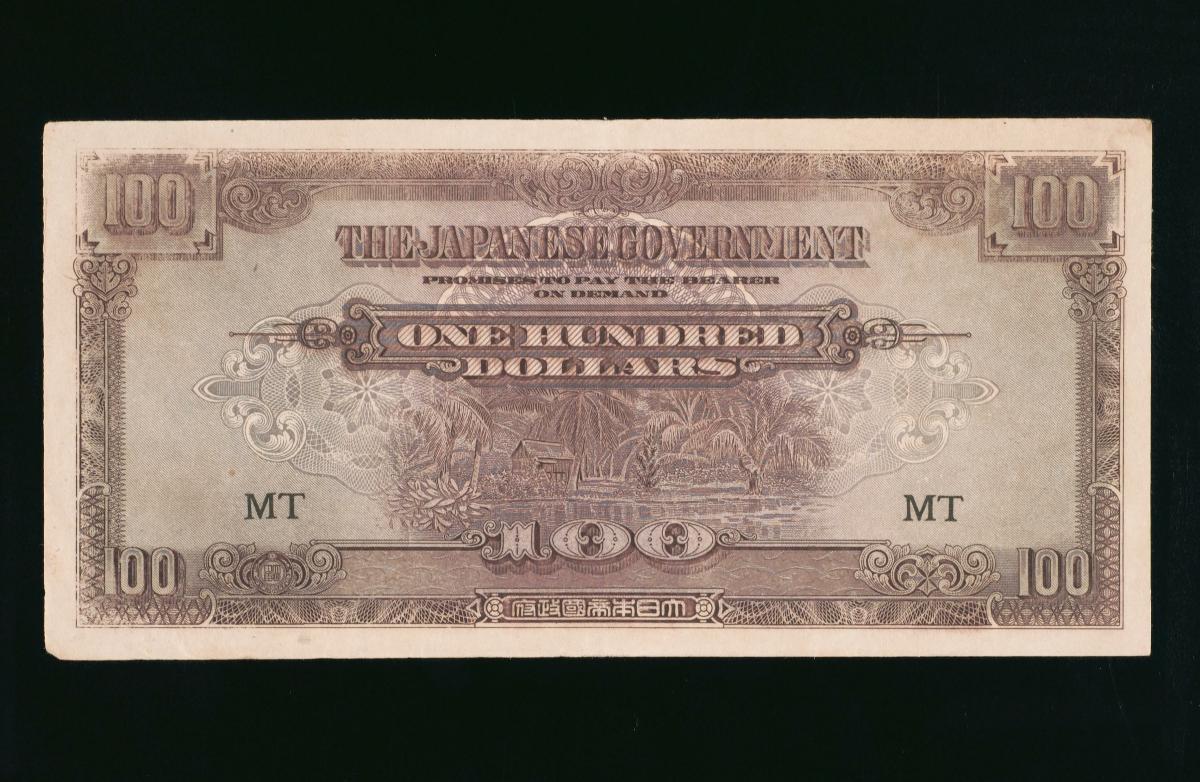 100 100
THE JAPANESE GOVERNMENT
PROMISES TO PAY THE BEARER
ON DEMAND
ONE HUNDRED
DOLLARS
MT MT
100
100 100
府政國帝本日大